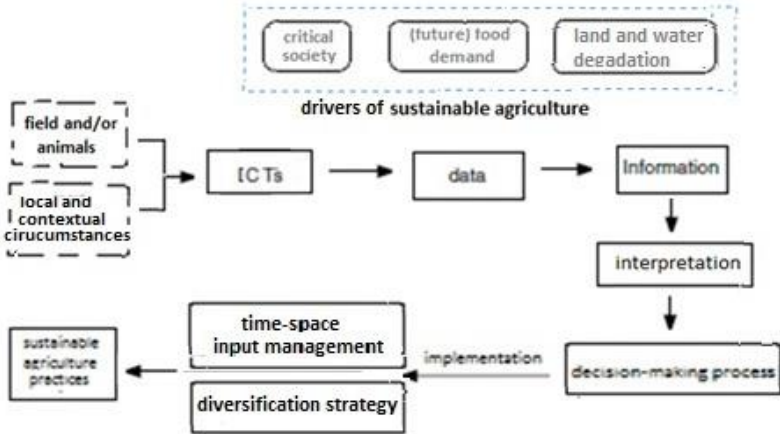 critical
society
(future) food
demand
land and water
degadation
drivers of sustainable agriculture
field and/or
animals
local and
contextual
cirucumstances
ICTs
data
Information
interpretation
decision-making process
implementation
time-space
input management
diversification strategy
sustainable
agriculture
practices